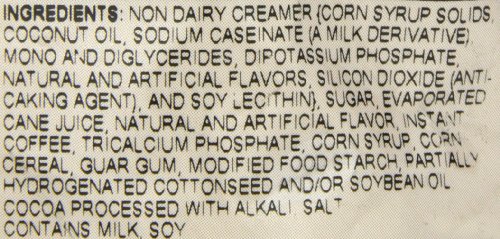 INGREDIENTS: NON DAIRY CREAMER {CORN SYRUP SOLIDS,
COCONUT OIL, SODIUM CASEINATE (A MILK DERIVATIVE),
MONO AND DIGLYCERIDES, DIPOTASSIUM PHOSPHATE,
NATURAL AND ARTIFICIAL FLAVORS, SILICON DIOXIDE (ANTI-
CAKING AGENT), AND SOY LECITHIN}, SUGAR, EVAPORATED
CANE JUICE, NATURAL AND ARTIFICIAL FLAVOR, INSTANT
COFFEE, TRICALCIUM PHOSPHATE, CORN SYRUP, CORN
CEREAL, GUAR GUM, MODIFIED FOOD STARCH, PARTIALLY
HYDROGENATED COTTONSEED AND/OR SOYBEAN OIL
COCOA PROCESSED WITH ALKALI. SALT
CONTAINS MILK, SOY